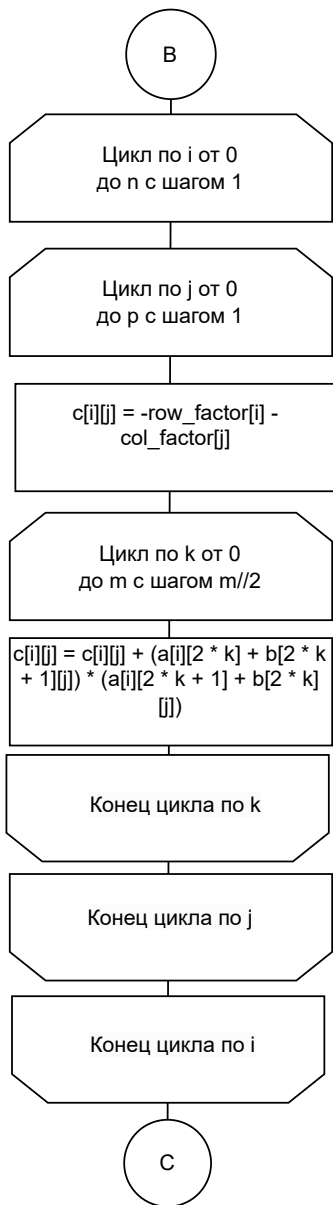 B
Цикл по i от 0
до n с шагом 1
Цикл по j от 0
до p с шагом 1
c[i][j] = -row_factor[i] -
col_factor[j]
Цикл по k от 0
до m с шагом m//2
c[i][j] = c[i][j] + (a[i][2 * k] + b[2 * k
+ 1][j]) * (a[i][2 * k + 1] + b[2 * k]
[j])
Конец цикла по k
Конец цикла по j
Конец цикла по i
C